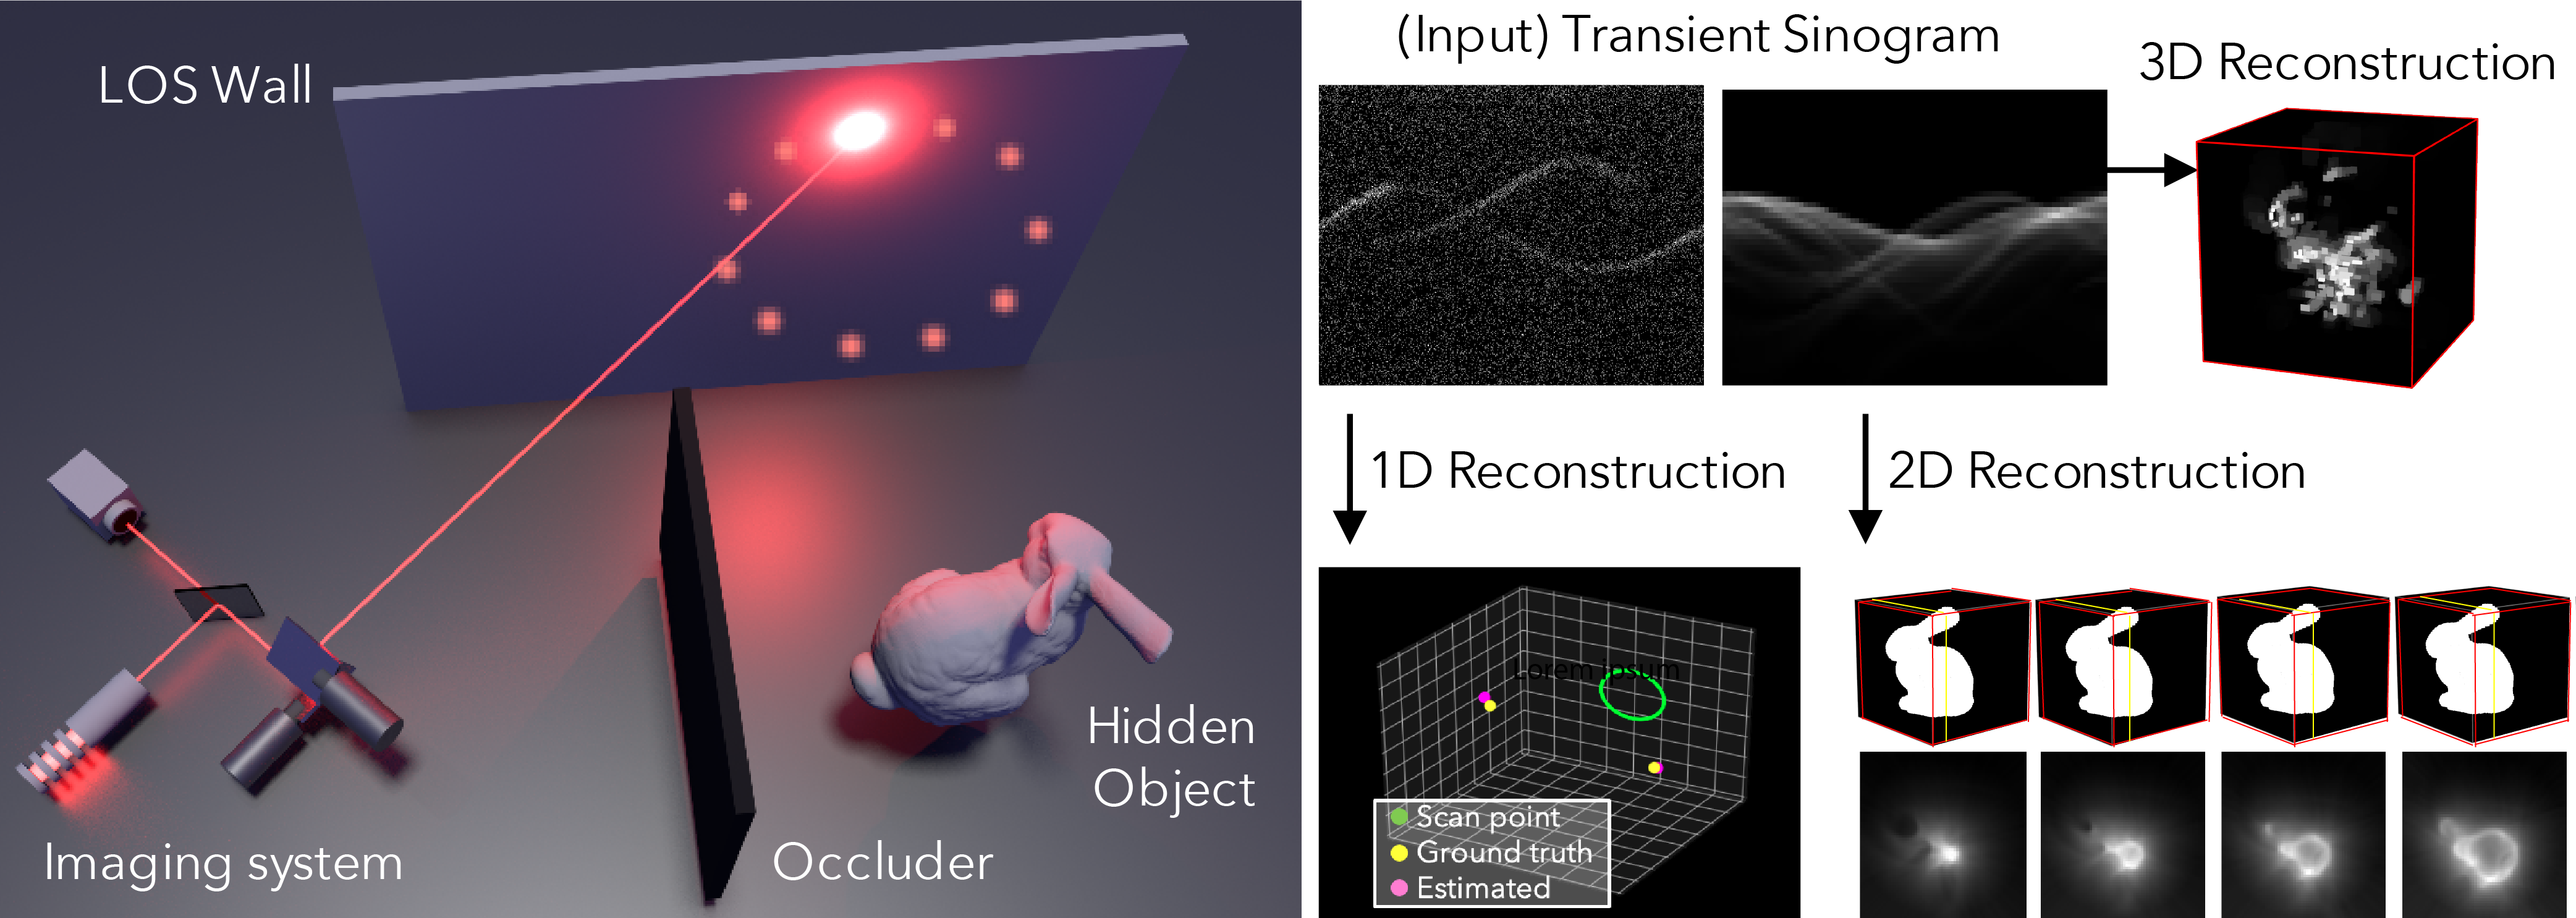 LOS Wall
Imaging system
Occluder
Hidden
Object
(Input) Transient Sinogram
3D Reconstruction
1D Reconstruction
2D Reconstruction
Lorem ipsum
Scan point
Ground truth
Estimated